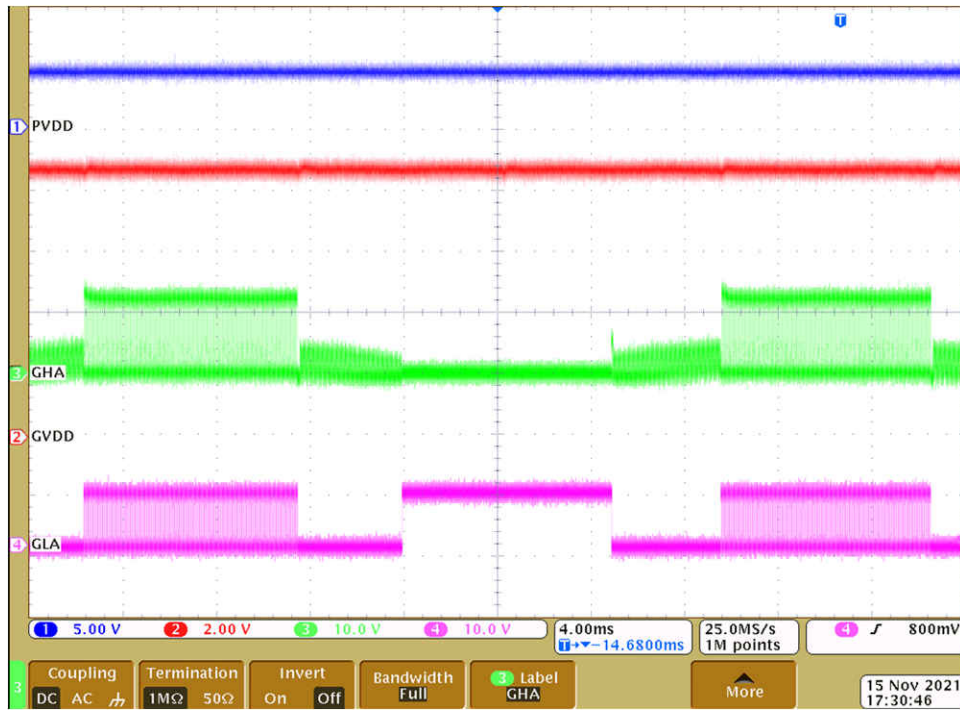 T
1 PVDD
3 GHA
2 GVDD
4 GLA
1 5.00 V 2 2.00 V 3 10.0 V 4 10.0 V
4.00ms
T→▼−14.6800ms
25.0MS/s
1M points
4 ∫ 800mV
3
Coupling
DC AC
Termination
1MΩ 50Ω
Invert
On Off
Bandwidth
Full
3 Label
GHA
More
15 Nov 2021
17:30:46